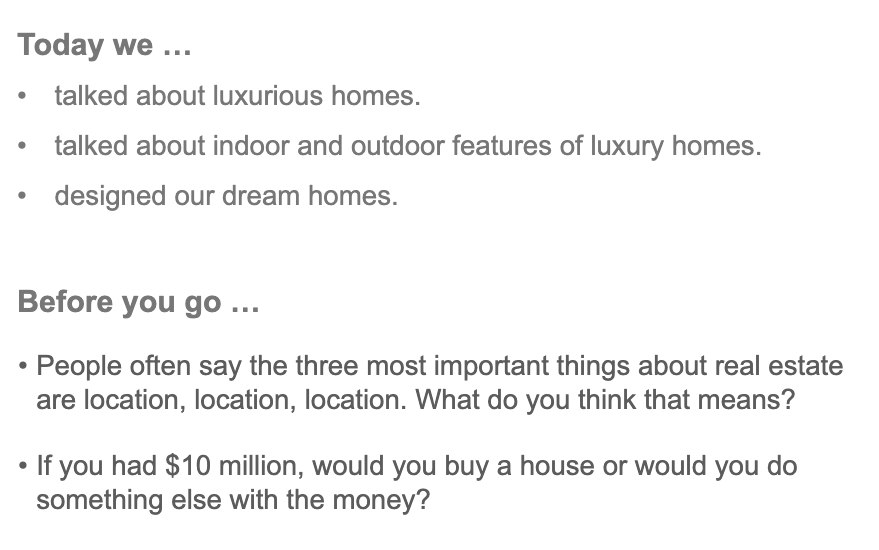 Today we …
• talked about luxurious homes.
• talked about indoor and outdoor features of luxury homes.
• designed our dream homes.
Before you go …
• People often say the three most important things about real estate
are location, location, location. What do you think that means?
• If you had $10 million, would you buy a house or would you do
something else with the money?